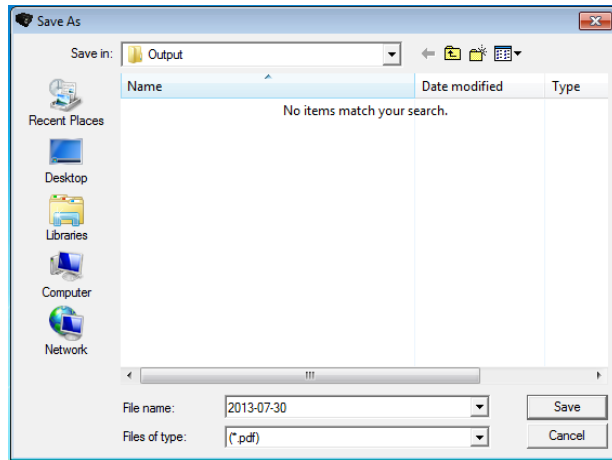 Save As
Save in: Output
Name Date modified Type
No items match your search.
Recent Places
Desktop
Libraries
Computer
Network
File name: 2013-07-30 Save
Files of type: (*.pdf) Cancel